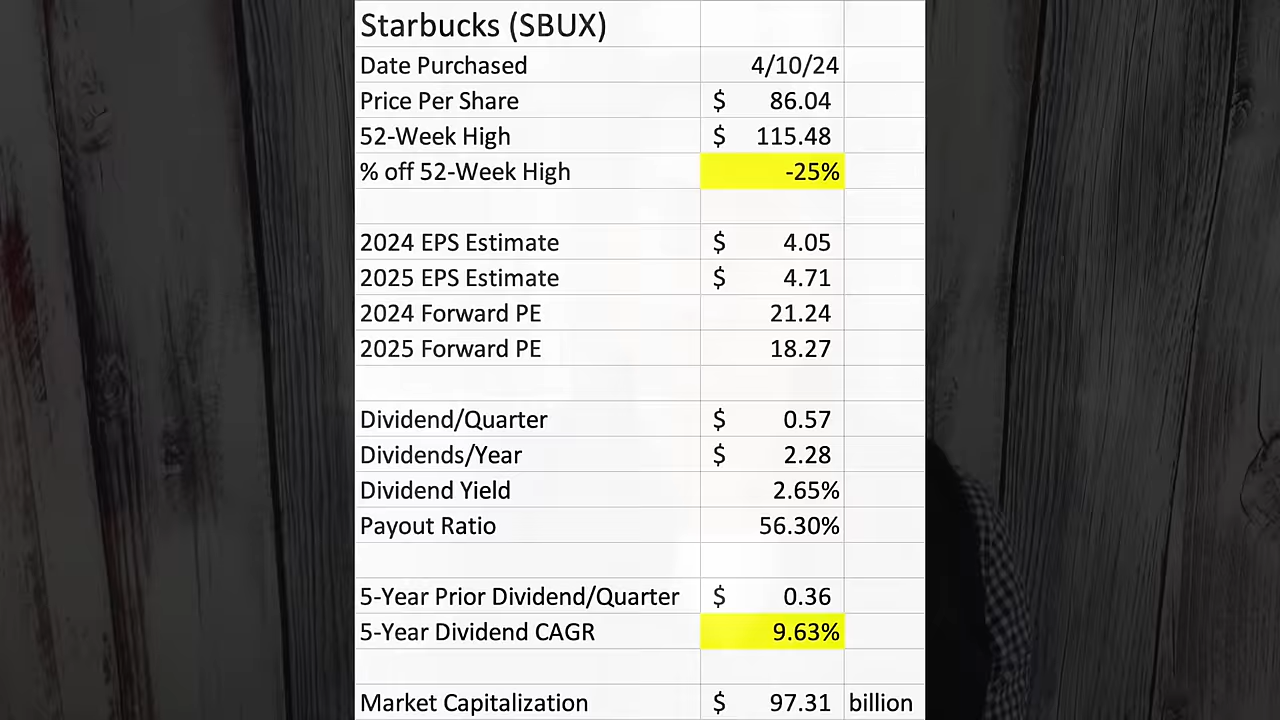 Starbucks (SBUX)
Date Purchased 4/10/24
Price Per Share $ 86.04
52-Week High $ 115.48
% off 52-Week High -25%
2024 EPS Estimate $ 4.05
2025 EPS Estimate $ 4.71
2024 Forward PE 21.24
2025 Forward PE 18.27
Dividend/Quarter $ 0.57
Dividends/Year $ 2.28
Dividend Yield 2.65%
Payout Ratio 56.30%
5-Year Prior Dividend/Quarter $ 0.36
5-Year Dividend CAGR 9.63%
Market Capitalization $ 97.31 billion